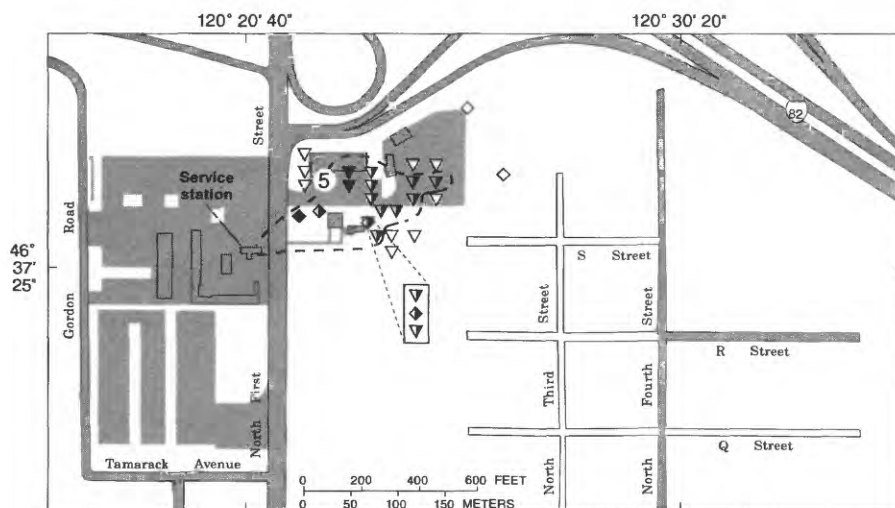 120° 20' 40"
120° 30' 20"
82
Street
5
Service
station
Road
46°
37'
25"
S Street
Gordon
Street
Street
R Street
First
Third
Fourth
North
Q Street
Tamarack Avenue
North
North
0 200 400 600 FEET
0 50 100 150 METERS